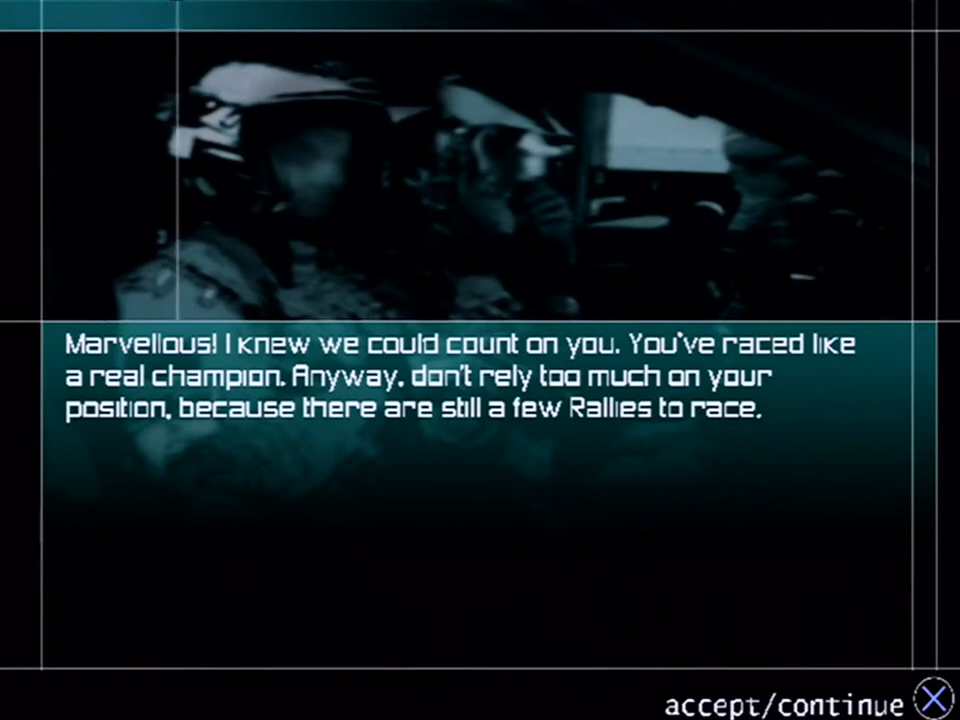 Marvellous! I knew we could count on you. You've raced like
a real champion. Anyway, don't rely too much on your
position, because there are still a few Rallies to race.
accept/continue